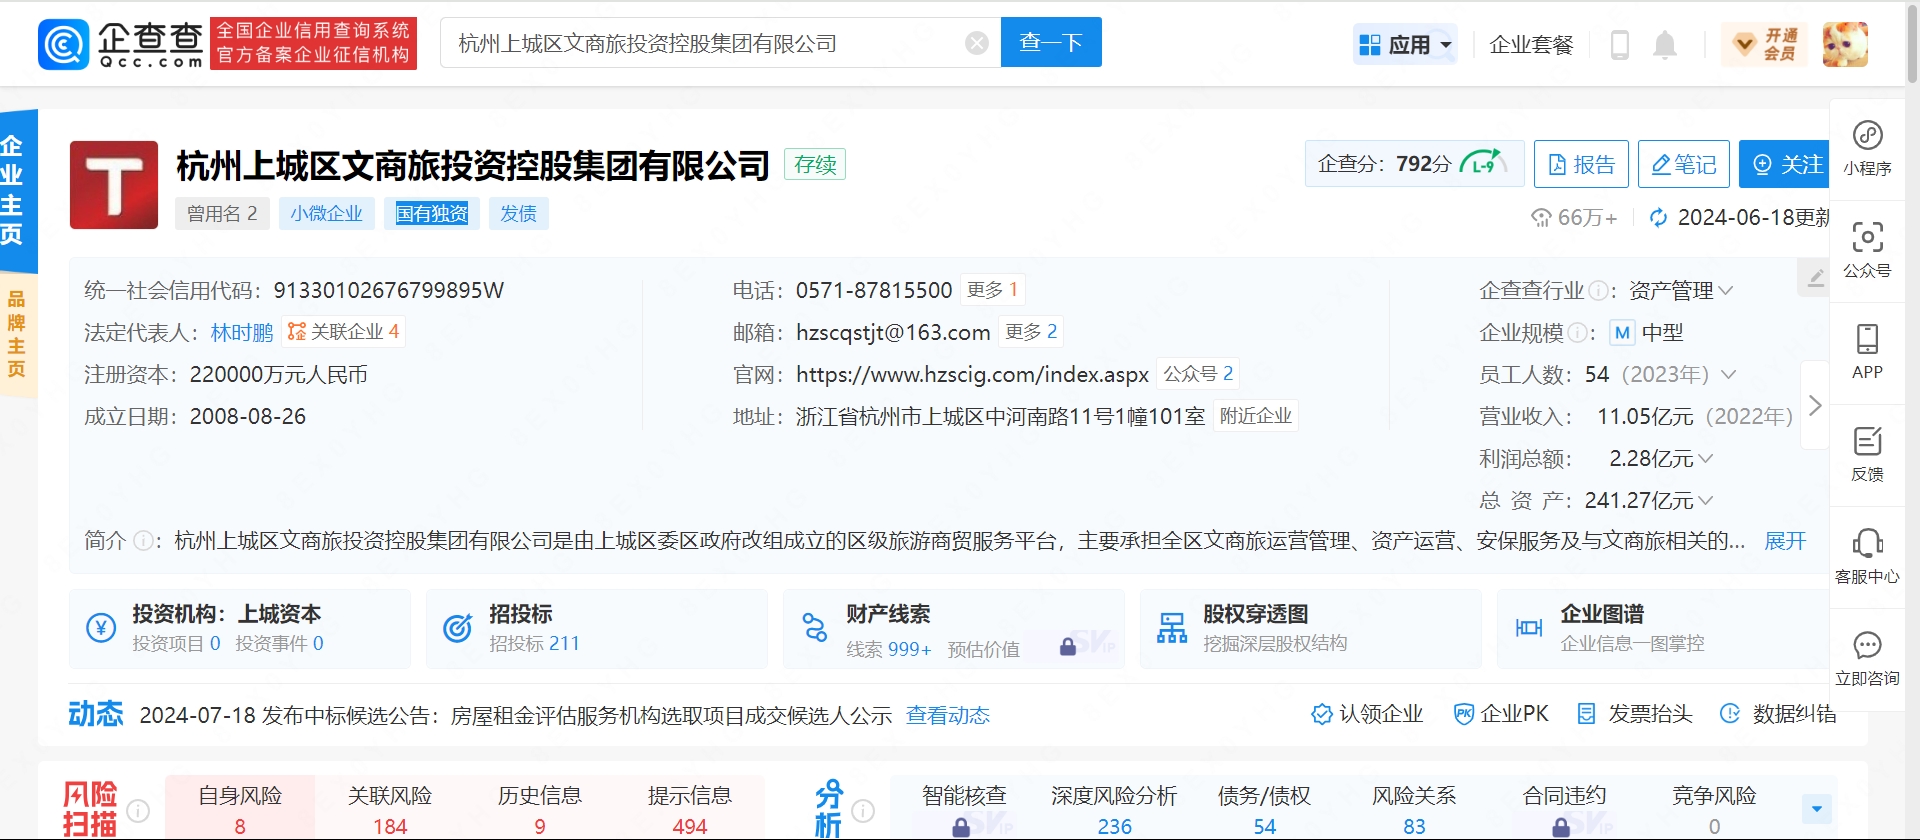 企查查
Qcc.com
全国企业信用查询系统
官方备案企业征信机构
杭州上城区文商旅投资控股集团有限公司
查一下
应用
企业套餐
开通
会员
企业主页
品牌主页
T
杭州上城区文商旅投资控股集团有限公司 存续
曾用名 2 小微企业 国有独资 发债
企查分：792分 L-9
报告
笔记
关注
66万+ 2024-06-18更新
统一社会信用代码：91330102676799895W
法定代表人：林时鹏 关联企业 4
注册资本：220000万元人民币
成立日期：2008-08-26
电话：0571-87815500 更多 1
邮箱：hzscqstjt@163.com 更多 2
官网：https://www.hzscig.com/index.aspx 公众号 2
地址：浙江省杭州市上城区中河南路11号1幢101室 附近企业
企查查行业：资产管理
企业规模：M 中型
员工人数：54（2023年）
营业收入：11.05亿元（2022年）
利润总额：2.28亿元
总资产：241.27亿元
简介：杭州上城区文商旅投资控股集团有限公司是由上城区委区政府改组成立的区级旅游商贸服务平台，主要承担全区文商旅运营管理、资产运营、安保服务及与文商旅相关的... 展开
投资机构：上城资本
投资项目 0 投资事件 0
招投标
招投标 211
财产线索
线索 999+ 预估价值 SVIP
股权穿透图
挖掘深层股权结构
企业图谱
企业信息一图掌控
动态 2024-07-18 发布中标候选公告：房屋租金评估服务机构选取项目成交候选人公示 查看动态
认领企业 企业PK 发票抬头 数据纠错
风险
扫描
自身风险 8
关联风险 184
历史信息 9
提示信息 494
分析
智能核查 SVIP
深度风险分析 236
债务/债权 54
风险关系 83
合同违约 SVIP
竞争风险 0
小程序
公众号
APP
反馈
客服中心
立即咨询